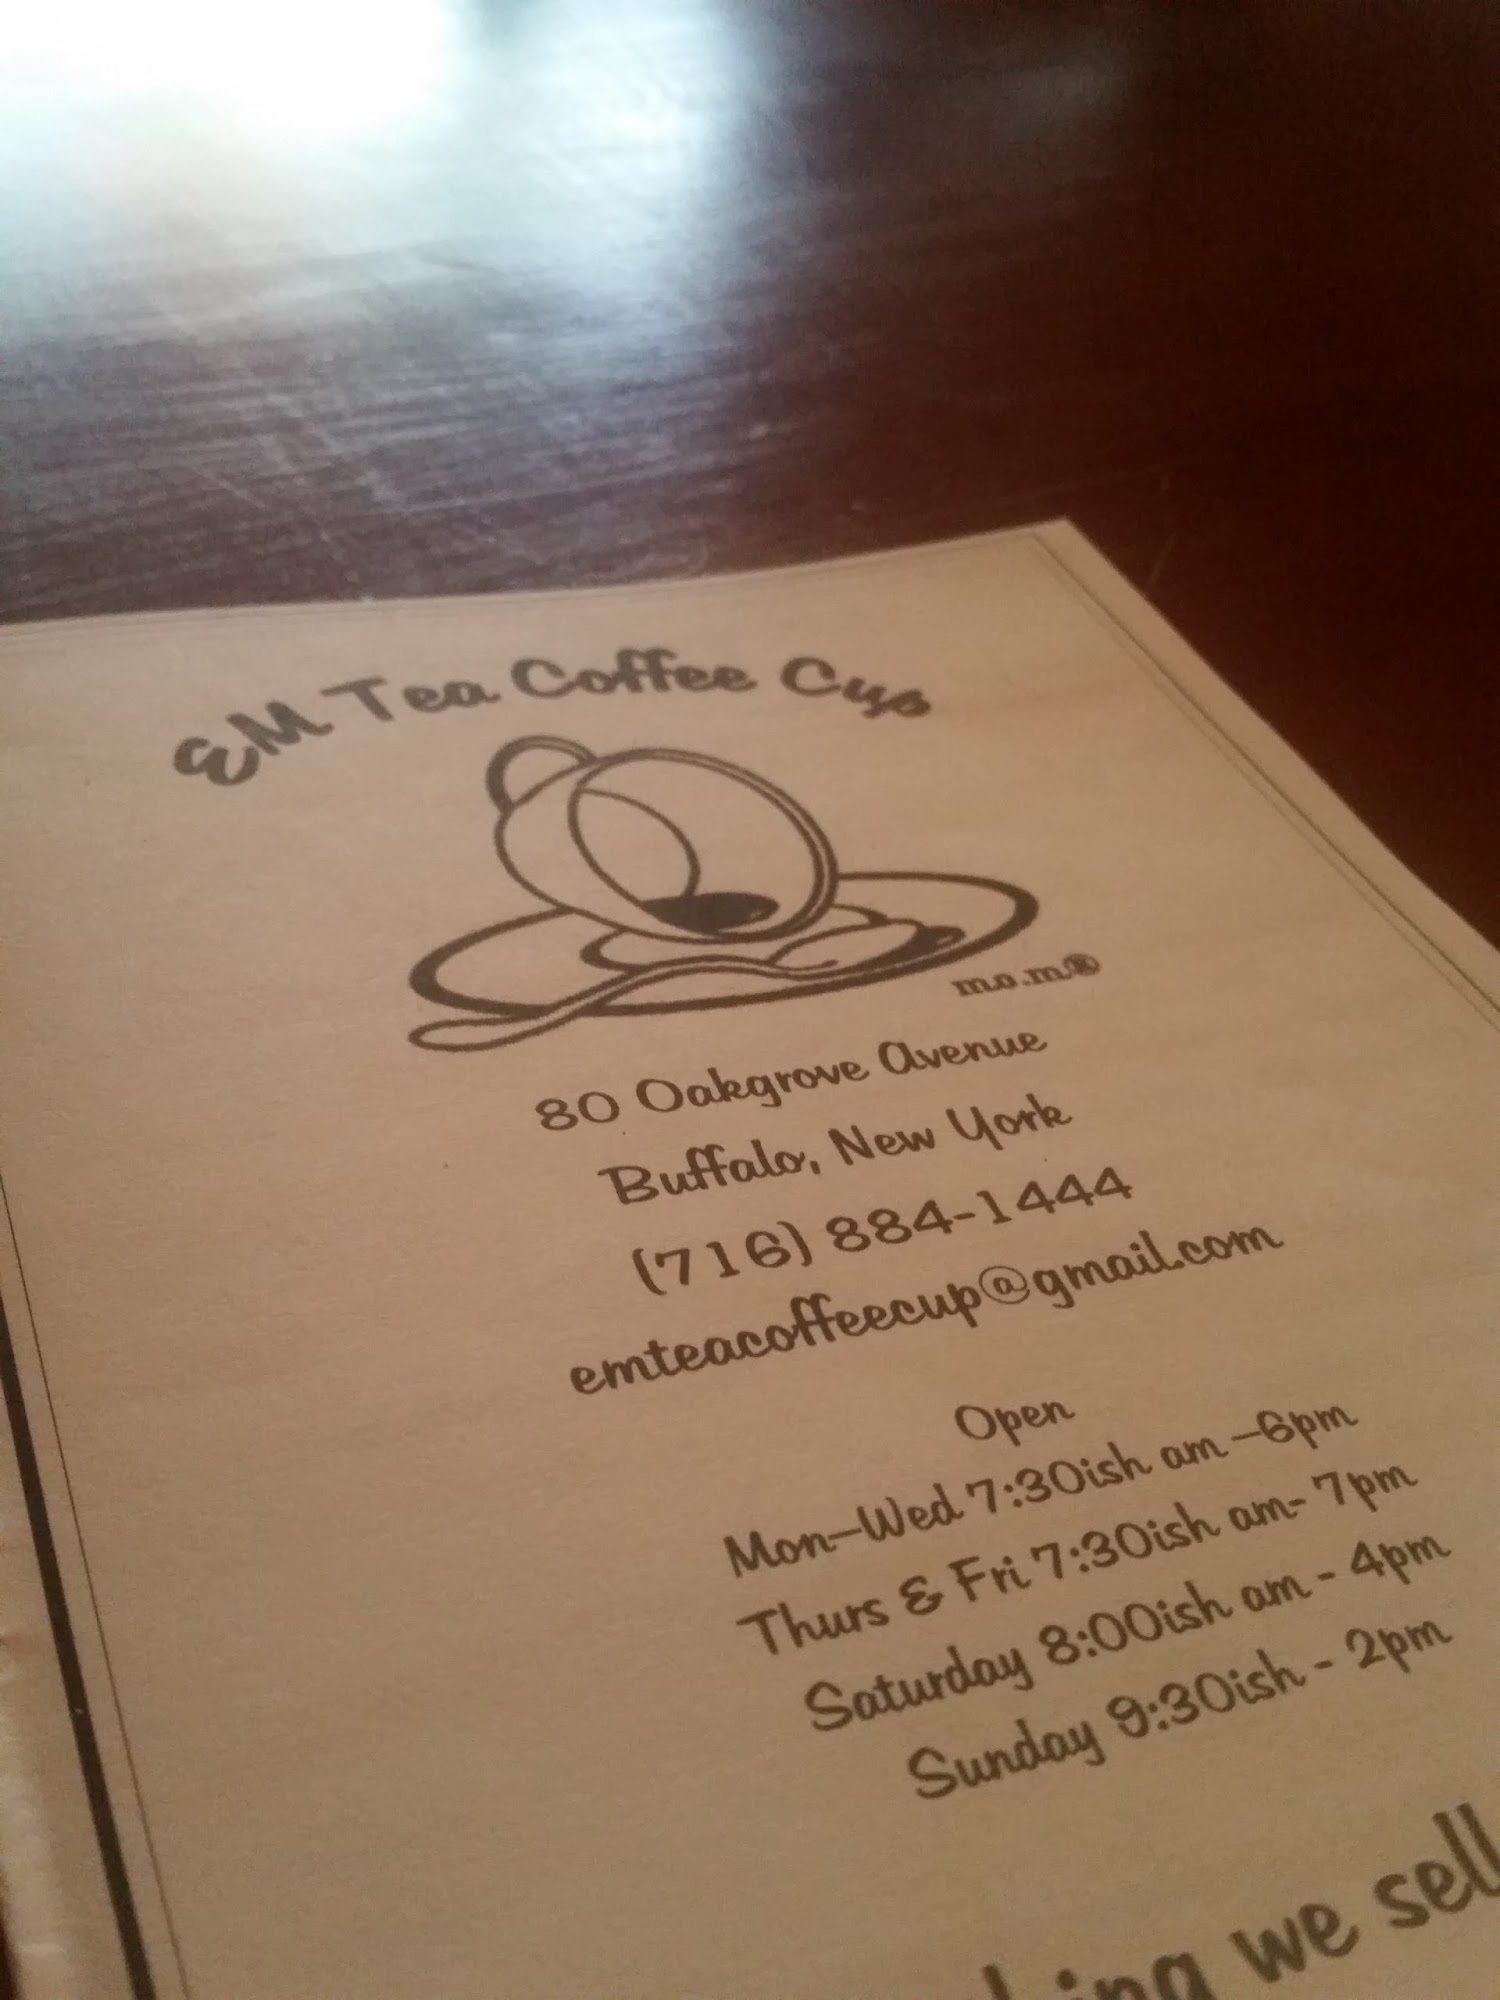 EM Tea Coffee Cup
mo.m®
80 Oakgrove Avenue
Buffalo, New York
(716) 884-1444
emteacoffeecup@gmail.com
Open
Mon-Wed 7:30ish am -6pm
Thurs & Fri 7:30ish am- 7pm
Saturday 8:00ish am - 4pm
Sunday 9:30ish - 2pm
we sell